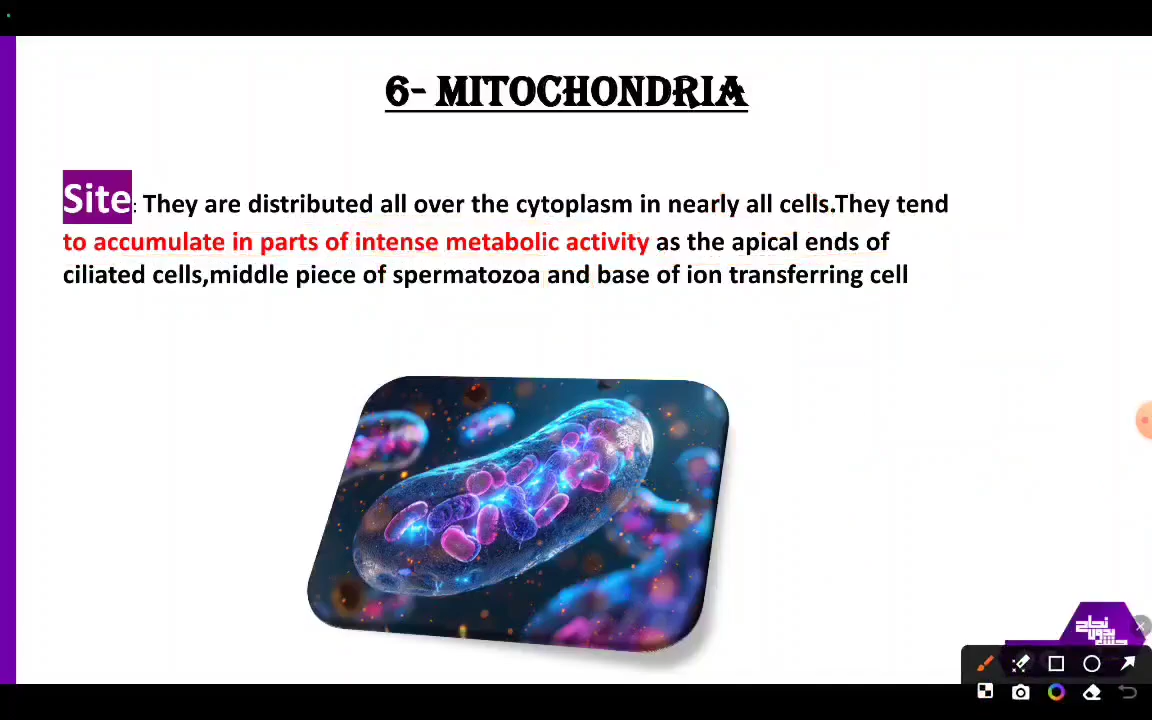 6- MITOCHONDRIA
Site: They are distributed all over the cytoplasm in nearly all cells.They tend
to accumulate in parts of intense metabolic activity as the apical ends of
ciliated cells,middle piece of spermatozoa and base of ion transferring cell
نجاح
بدون